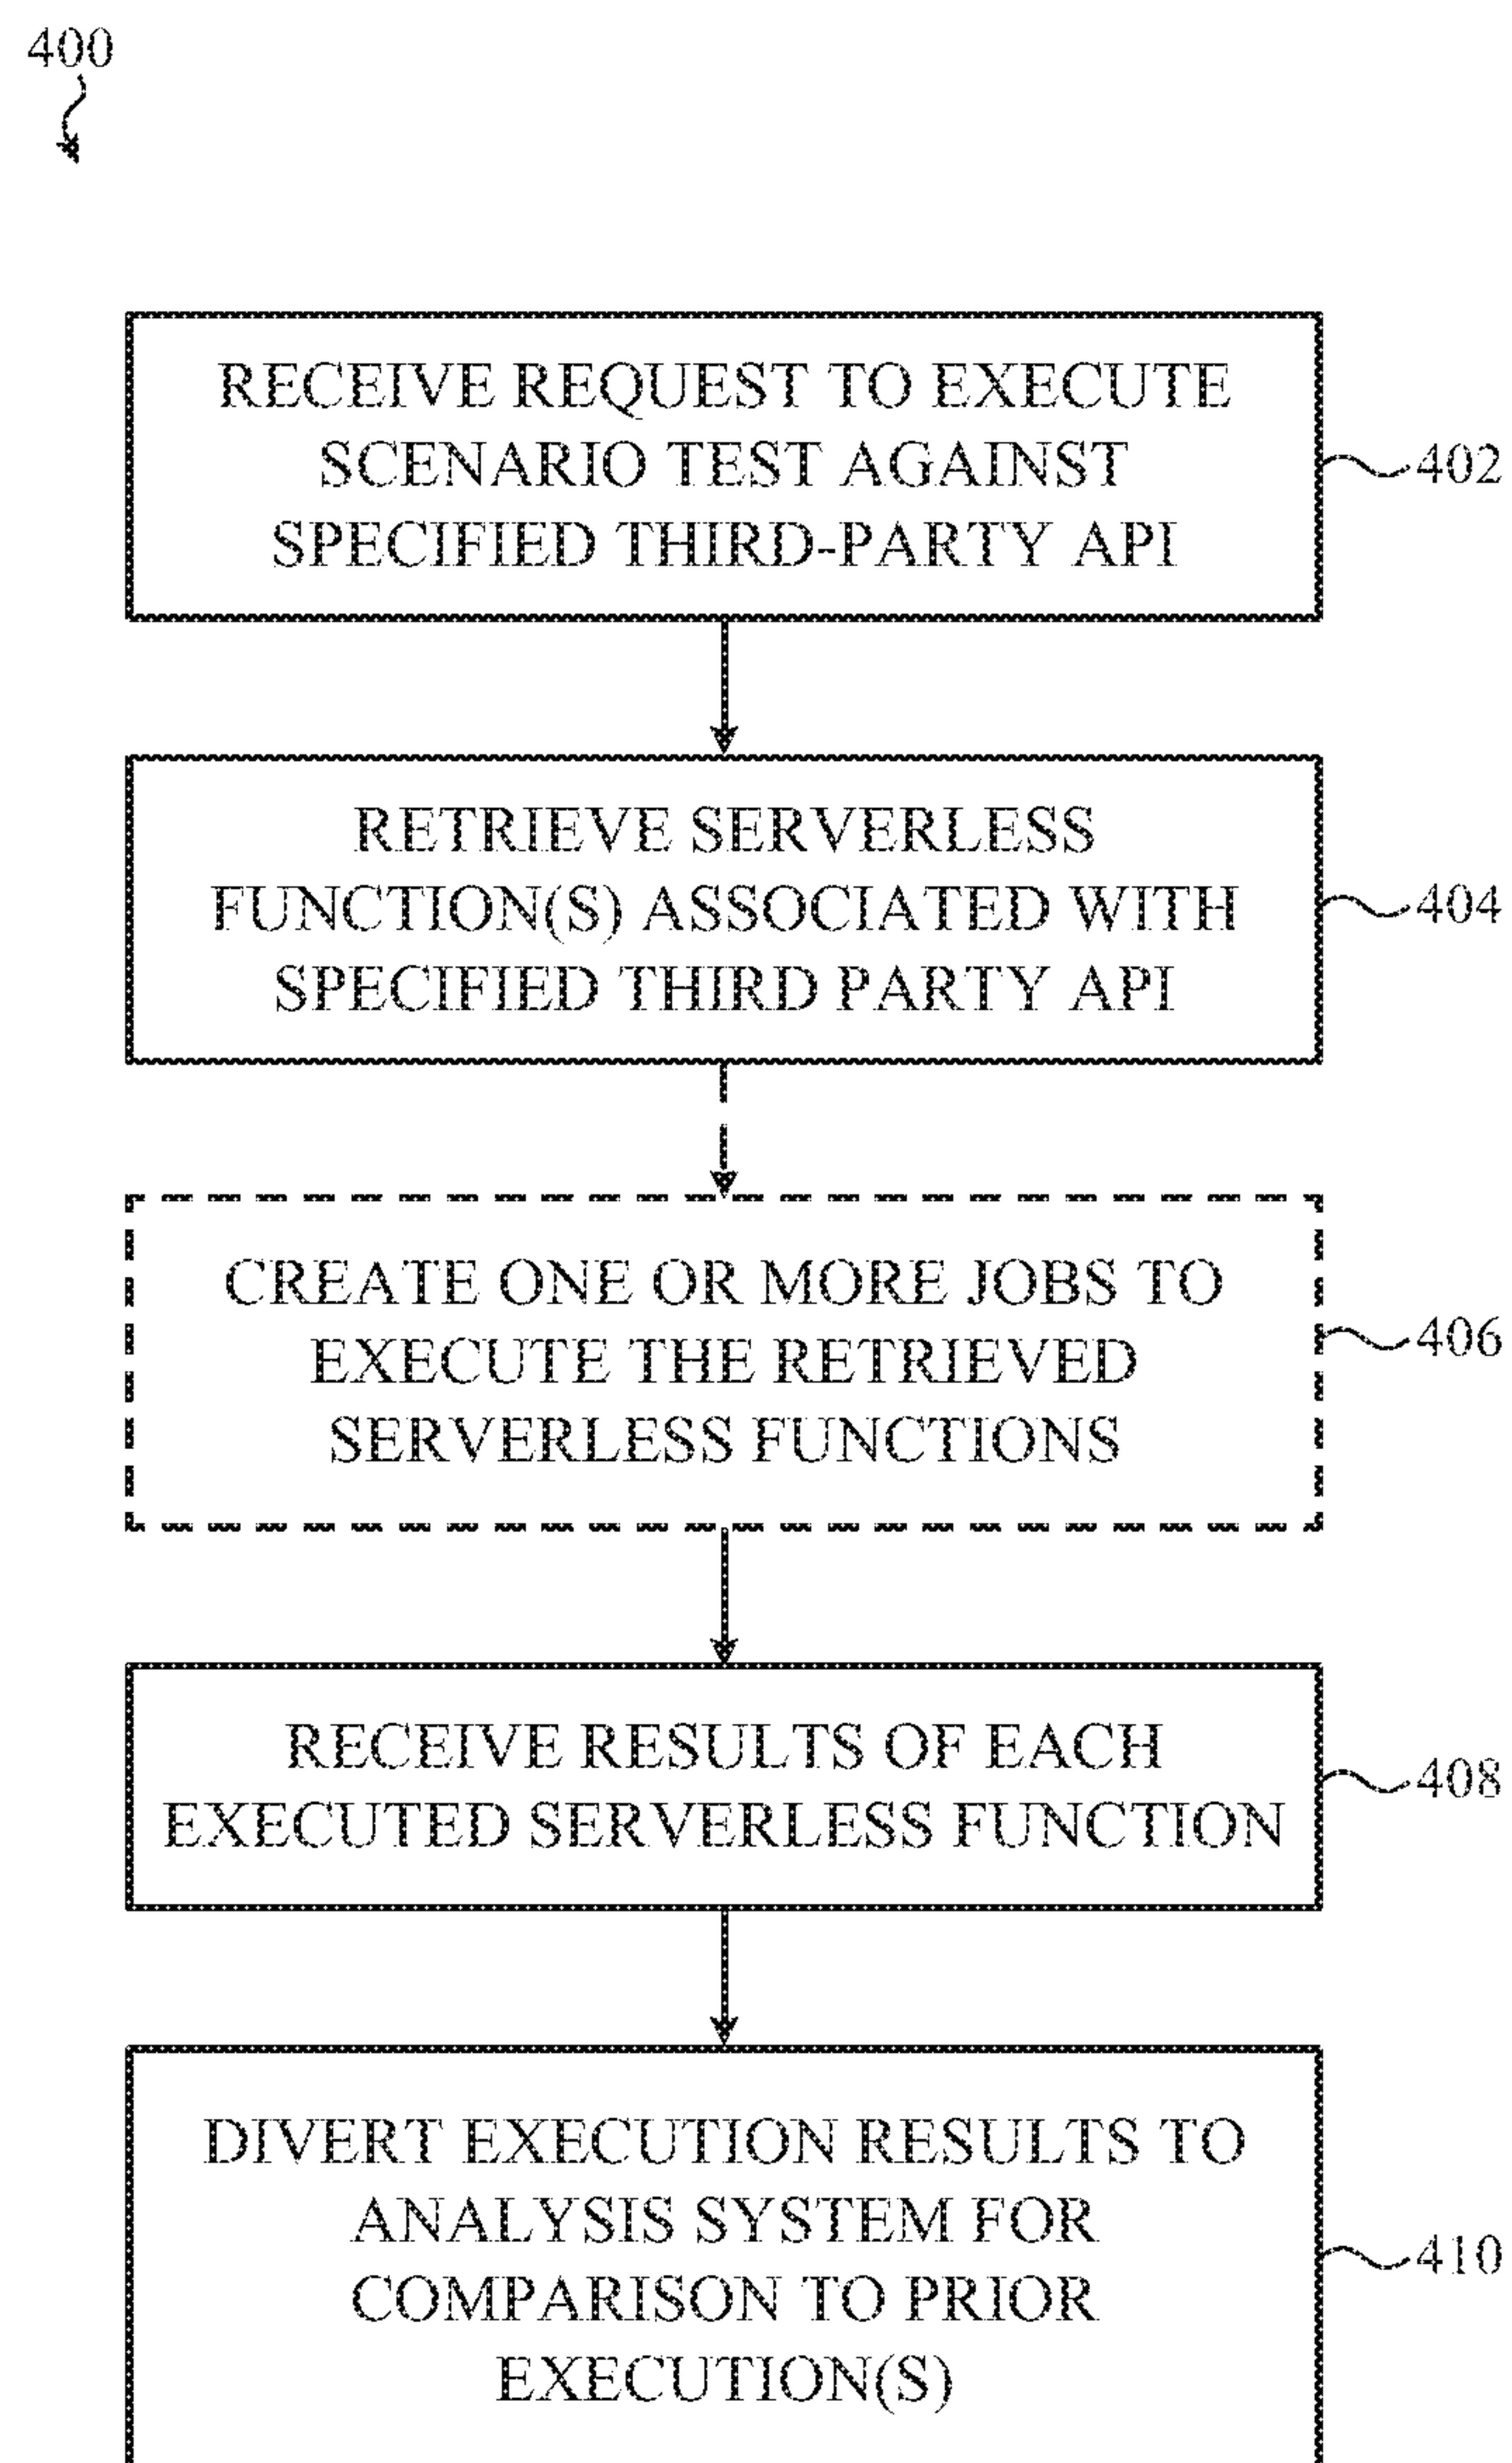 400
RECEIVE REQUEST TO EXECUTE
SCENARIO TEST AGAINST
SPECIFIED THIRD-PARTY API
402
RETRIEVE SERVERLESS
FUNCTION(S) ASSOCIATED WITH
SPECIFIED THIRD PARTY API
404
CREATE ONE OR MORE JOBS TO
EXECUTE THE RETRIEVED
SERVERLESS FUNCTIONS
406
RECEIVE RESULTS OF EACH
EXECUTED SERVERLESS FUNCTION
408
DIVERT EXECUTION RESULTS TO
ANALYSIS SYSTEM FOR
COMPARISON TO PRIOR
EXECUTION(S)
410